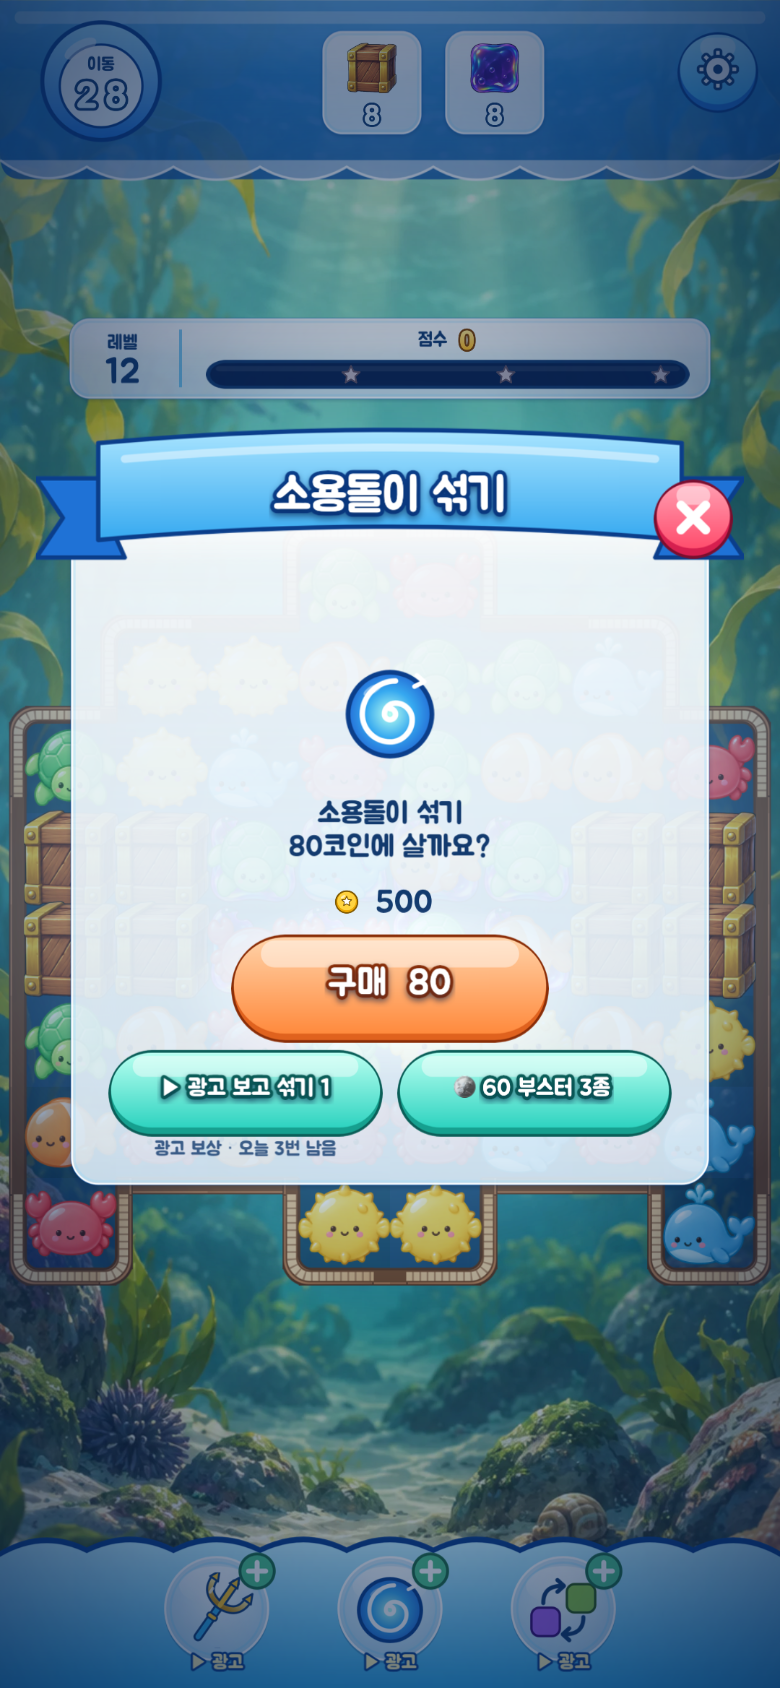 이동
28
8
8
레벨
12
점수 0
소용돌이 섞기
소용돌이 섞기
80코인에 살까요?
500
구매 80
▶ 광고 보고 섞기 1
60 부스터 3종
광고 보상 · 오늘 3번 남음
▶ 광고
▶ 광고
▶ 광고